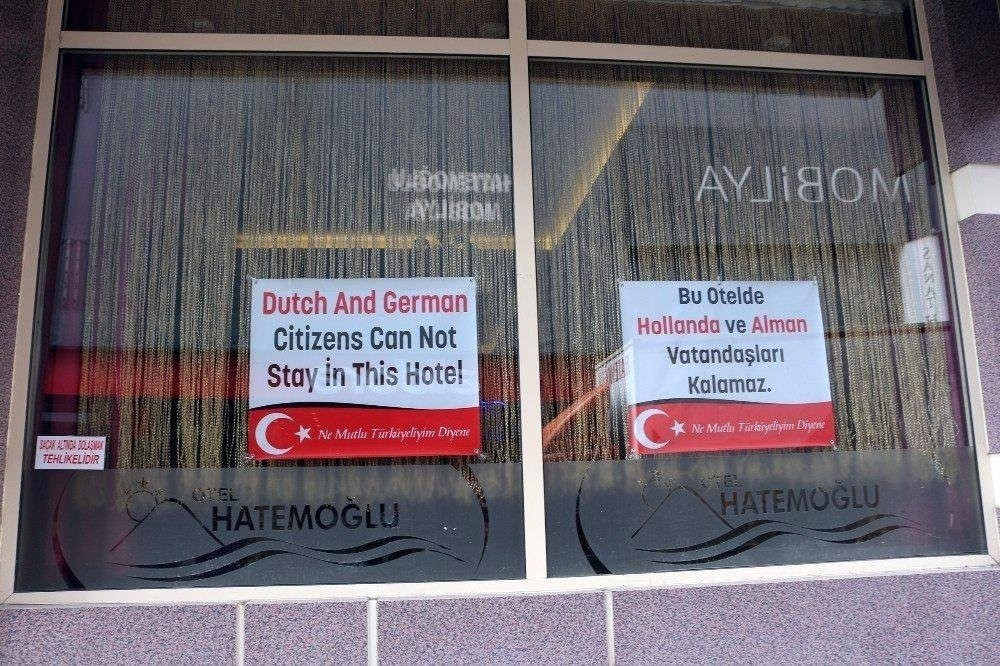 Dutch And German
Citizens Can Not
Stay in This Hotel
Ne Mutlu Türkiyeliyim Diyene
Bu Otelde
Hollanda ve Alman
Vatandaşları
Kalamaz.
Ne Mutlu Türkiyeliyim Diyene
SAÇAK ALTINDA DOLAŞMAK
TEHLİKELİDİR
OTEL
HATEMOĞLU
OTEL
HATEMOĞLU
HATEMOĞLU
MOBİLYA
MOBİLYA